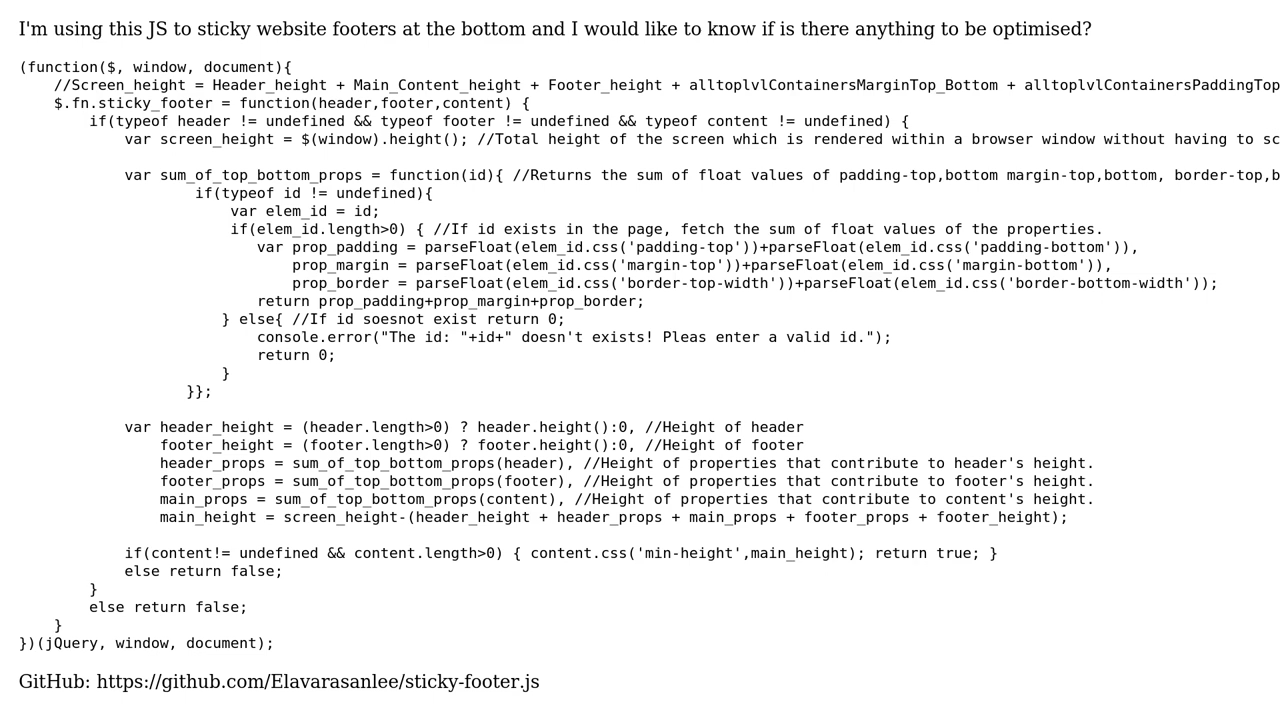 I'm using this JS to sticky website footers at the bottom and I would like to know if is there anything to be optimised?
(function($, window, document){
    //Screen_height = Header_height + Main_Content_height + Footer_height + alltoplvlContainersMarginTop_Bottom + alltoplvlContainersPaddingTop
    $.fn.sticky_footer = function(header,footer,content) {
        if(typeof header != undefined && typeof footer != undefined && typeof content != undefined) {
            var screen_height = $(window).height(); //Total height of the screen which is rendered within a browser window without having to sc
            var sum_of_top_bottom_props = function(id){ //Returns the sum of float values of padding-top,bottom margin-top,bottom, border-top,b
                    if(typeof id != undefined){
                        var elem_id = id;
                        if(elem_id.length>0) { //If id exists in the page, fetch the sum of float values of the properties.
                           var prop_padding = parseFloat(elem_id.css('padding-top'))+parseFloat(elem_id.css('padding-bottom')),
                               prop_margin = parseFloat(elem_id.css('margin-top'))+parseFloat(elem_id.css('margin-bottom')),
                               prop_border = parseFloat(elem_id.css('border-top-width'))+parseFloat(elem_id.css('border-bottom-width'));
                           return prop_padding+prop_margin+prop_border;
                       } else{ //If id soesnot exist return 0;
                           console.error("The id: "+id+" doesn't exists! Pleas enter a valid id.");
                           return 0;
                       }
                   }};
            var header_height = (header.length>0) ? header.height():0, //Height of header
                footer_height = (footer.length>0) ? footer.height():0, //Height of footer
                header_props = sum_of_top_bottom_props(header), //Height of properties that contribute to header's height.
                footer_props = sum_of_top_bottom_props(footer), //Height of properties that contribute to footer's height.
                main_props = sum_of_top_bottom_props(content), //Height of properties that contribute to content's height.
                main_height = screen_height-(header_height + header_props + main_props + footer_props + footer_height);
            if(content!= undefined && content.length>0) { content.css('min-height',main_height); return true; }
            else return false;
        }
        else return false;
    }
})(jQuery, window, document);
GitHub: https://github.com/Elavarasanlee/sticky-footer.js